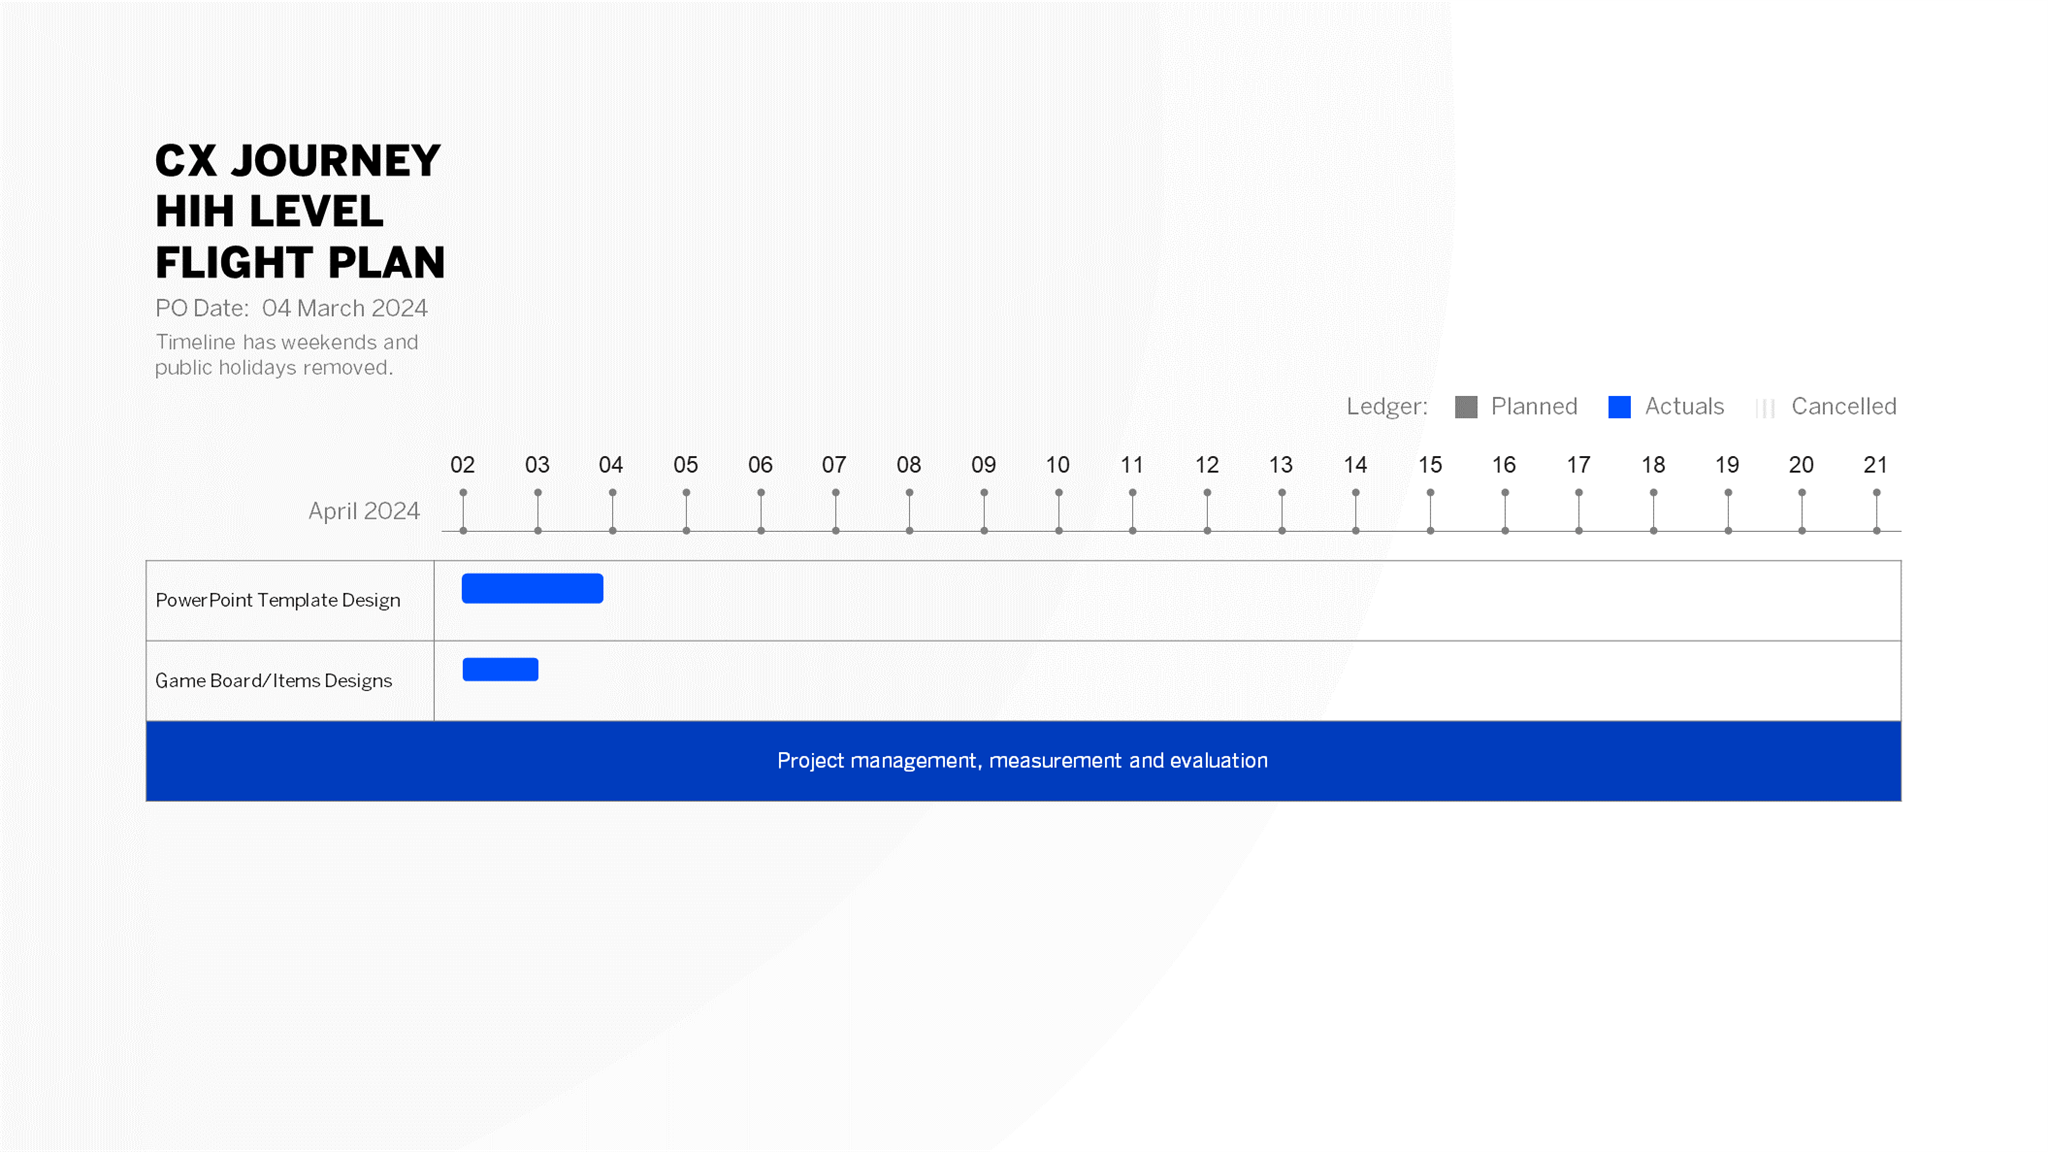 CX JOURNEY
HIH LEVEL
FLIGHT PLAN
PO Date: 04 March 2024
Timeline has weekends and
public holidays removed.
Ledger: Planned Actuals Cancelled
02 03 04 05 06 07 08 09 10 11 12 13 14 15 16 17 18 19 20 21
April 2024
PowerPoint Template Design
Game Board/Items Designs
Project management, measurement and evaluation